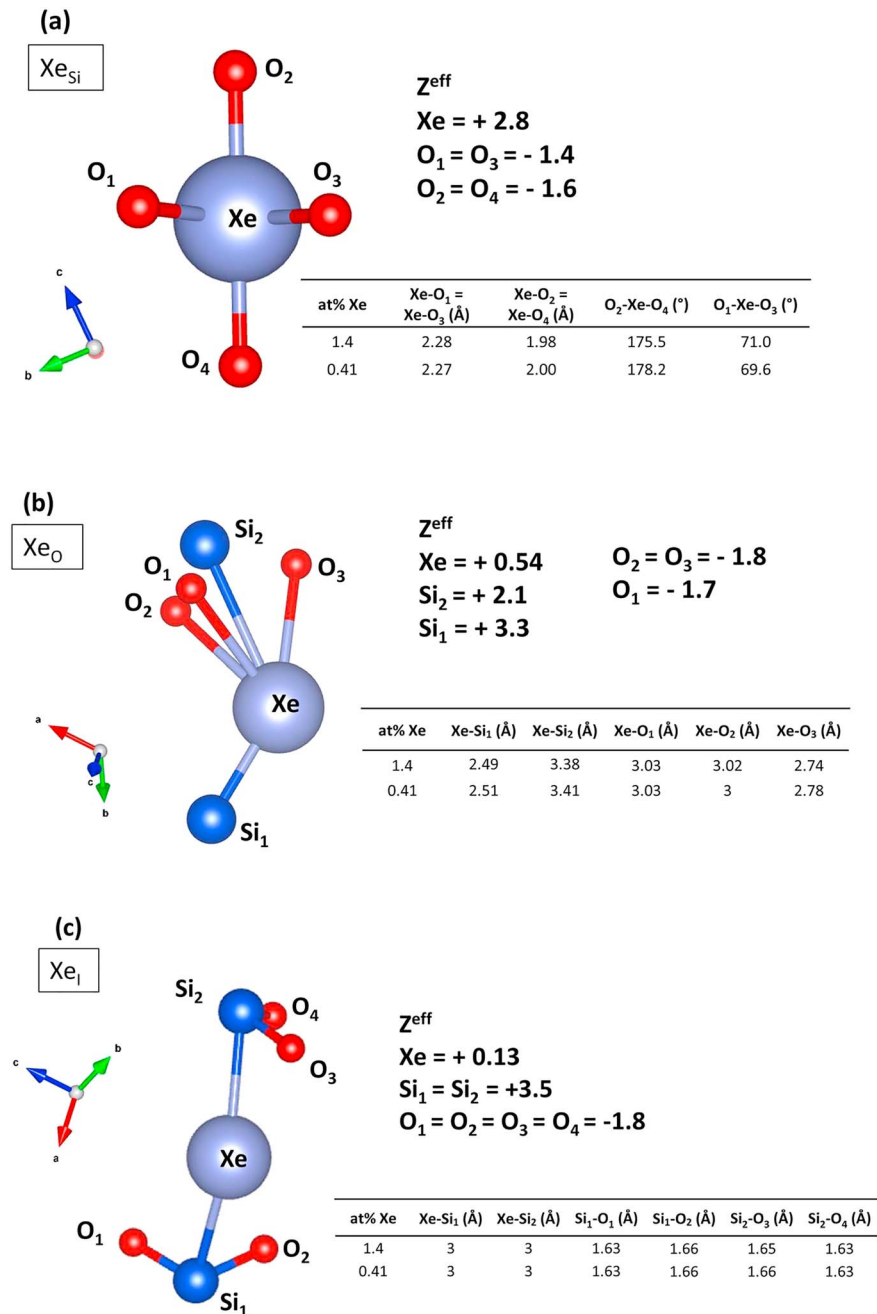 (a)
Xe_Si
O₂
O₁
O₃
Xe
O₄
c
b
Z^eff
Xe = + 2.8
O₁ = O₃ = - 1.4
O₂ = O₄ = - 1.6
at% Xe Xe-O₁ = Xe-O₃ (Å) Xe-O₂ = Xe-O₄ (Å) O₂-Xe-O₄ (°) O₁-Xe-O₃ (°)
1.4 2.28 1.98 175.5 71.0
0.41 2.27 2.00 178.2 69.6
(b)
Xe_O
Si₂
O₁
O₂
O₃
Xe
Si₁
a
c
b
Z^eff
Xe = + 0.54
Si₂ = + 2.1
Si₁ = + 3.3
O₂ = O₃ = - 1.8
O₁ = - 1.7
at% Xe Xe-Si₁ (Å) Xe-Si₂ (Å) Xe-O₁ (Å) Xe-O₂ (Å) Xe-O₃ (Å)
1.4 2.49 3.38 3.03 3.02 2.74
0.41 2.51 3.41 3.03 3 2.78
(c)
Xe_I
Si₂
O₄
O₃
c
b
a
Xe
O₁
O₂
Si₁
Z^eff
Xe = + 0.13
Si₁ = Si₂ = +3.5
O₁ = O₂ = O₃ = O₄ = -1.8
at% Xe Xe-Si₁ (Å) Xe-Si₂ (Å) Si₁-O₁ (Å) Si₁-O₂ (Å) Si₂-O₃ (Å) Si₂-O₄ (Å)
1.4 3 3 1.63 1.66 1.65 1.63
0.41 3 3 1.63 1.66 1.66 1.63